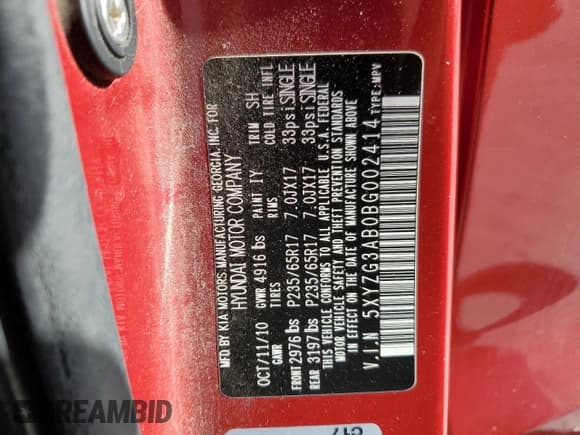 MFD BY KIA MOTORS MANUFACTURING GEORGIA, INC. FOR
HYUNDAI MOTOR COMPANY
OCT/11/10 GVWR 4916 lbs PAINT IY TRIM SH
GAWR TIRES RIMS COLD TIRE INFL
FRONT 2976 lbs P235/65R17 7.0JX17 33psi,SINGLE
REAR 3197 lbs P235/65R17 7.0JX17 33psi,SINGLE
THIS VEHICLE CONFORMS TO ALL APPLICABLE U.S.A. FEDERAL
MOTOR VEHICLE SAFETY AND THEFT PREVENTION STANDARDS
IN EFFECT ON THE DATE OF MANUFACTURE SHOWN ABOVE
V.I.N 5XYZG3AB0BG002414 TYPE:MPV
DREAMBID